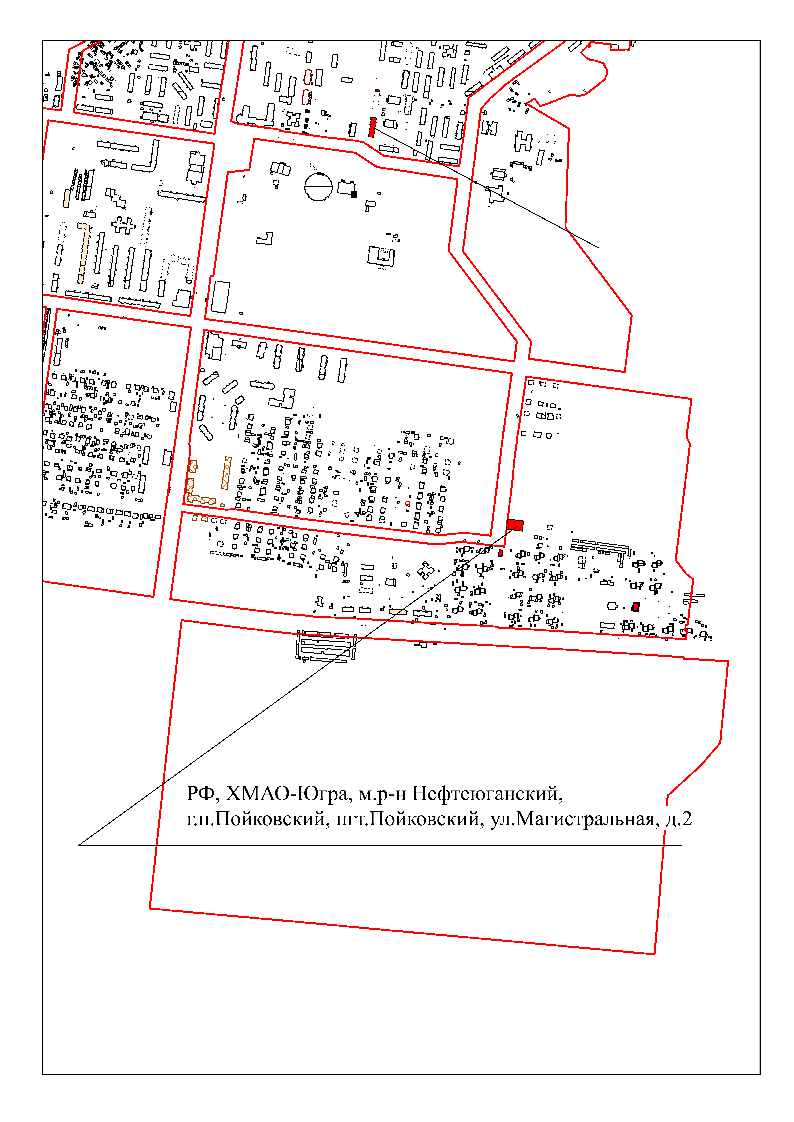 РФ, ХМАО-Югра, м.р-н Нефтеюганский,
г.п.Пойковский, пгт.Пойковский, ул.Магистральная, д.2